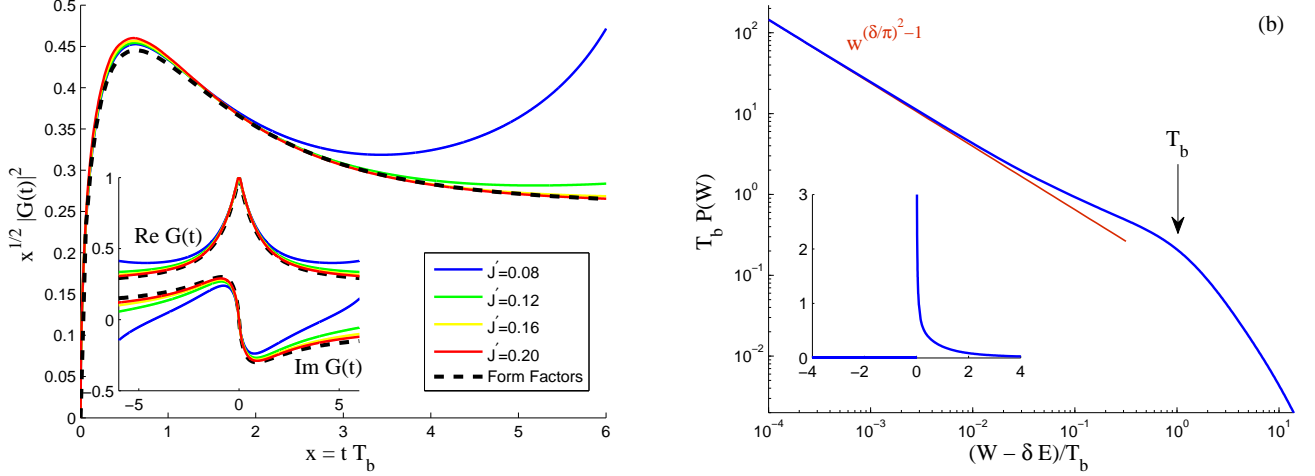 0.5
0.45
0.4
0.35
0.3
0.25
0.2
0.15
0.1
0.05
0
x^{1/2} |G(t)|^2
0 1 2 3 4 5 6
x = t T_b
1
0.5
0
−0.5
−5 0 5
Re G(t)
Im G(t)
J'=0.08
J'=0.12
J'=0.16
J'=0.20
Form Factors
(b)
10^2
10^1
10^0
10^{−1}
10^{−2}
T_b P(W)
w^{(δ/π)^2−1}
T_b
3
2
1
0
−4 −2 0 2 4
10^{−4} 10^{−3} 10^{−2} 10^{−1} 10^0 10^1
(W − δ E)/T_b